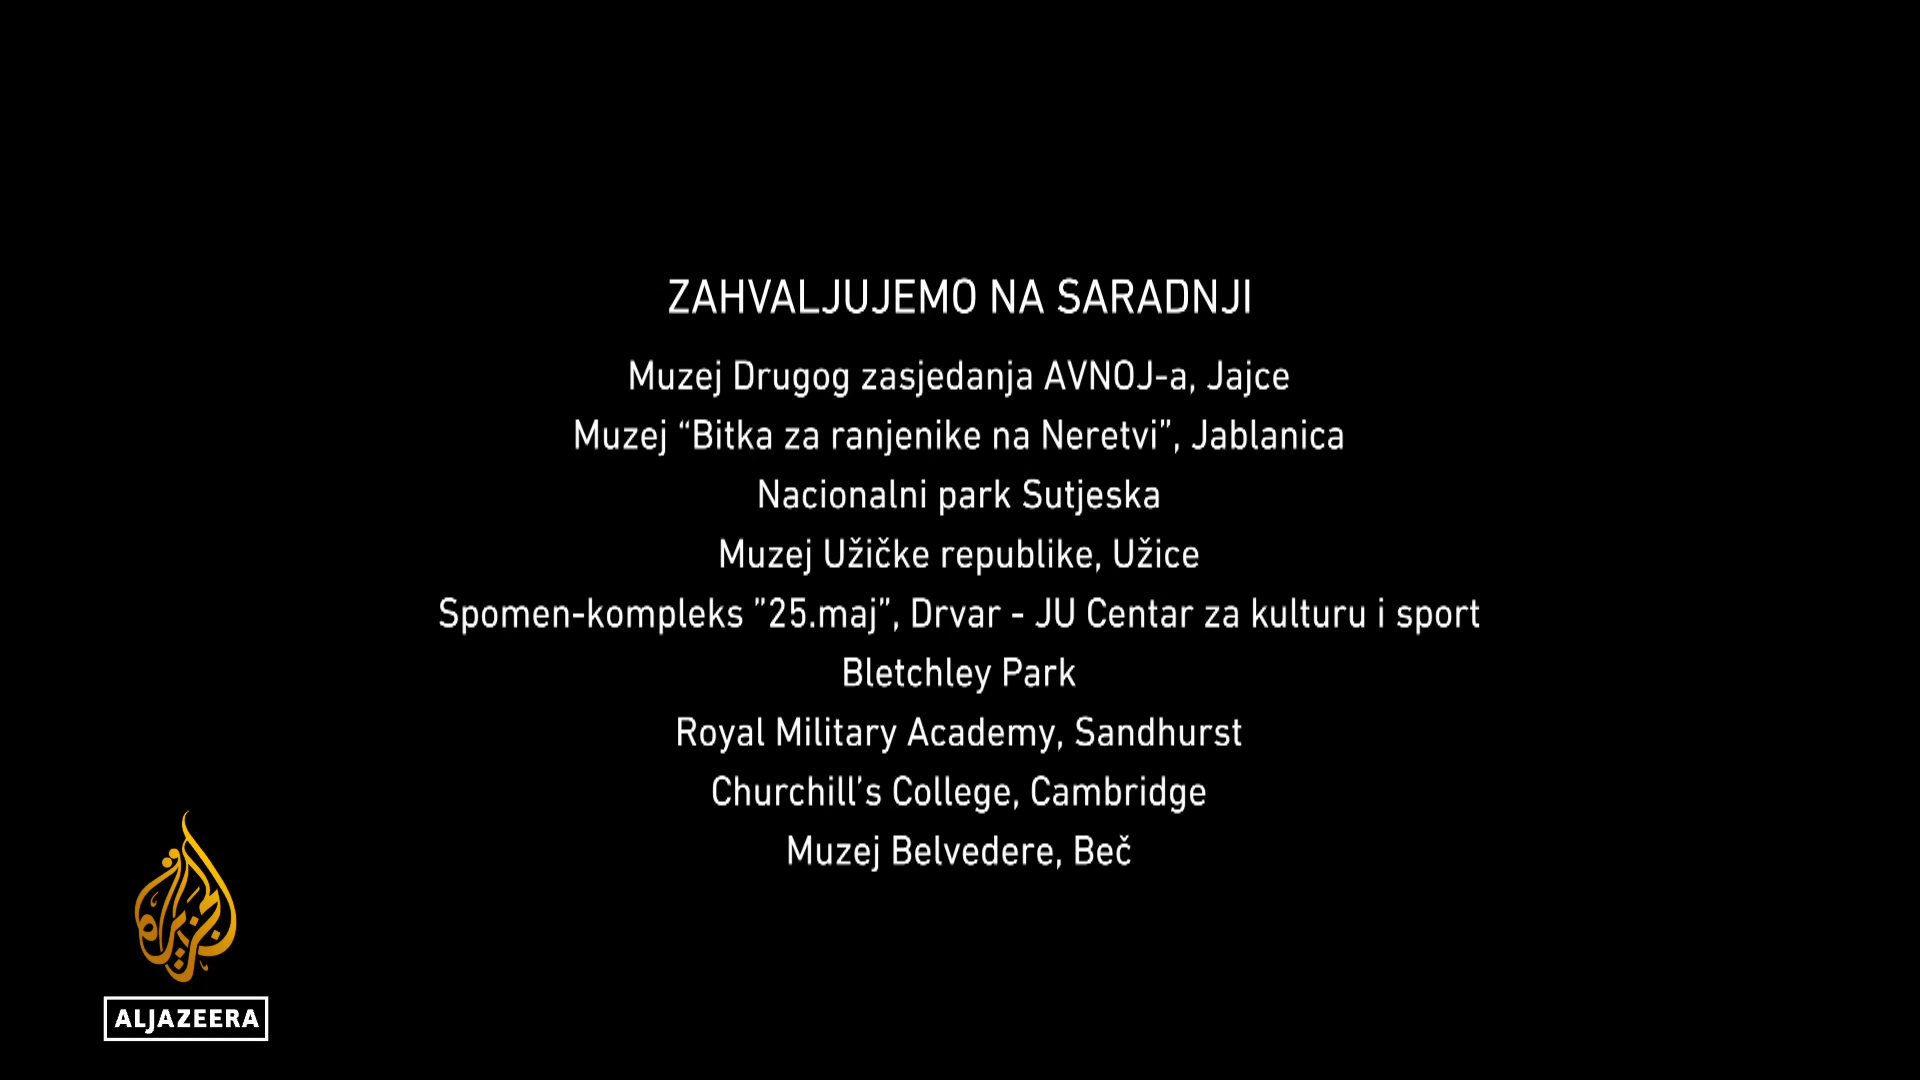 ZAHVALJUJEMO NA SARADNJI
Muzej Drugog zasjedanja AVNOJ-a, Jajce
Muzej “Bitka za ranjenike na Neretvi”, Jablanica
Nacionalni park Sutjeska
Muzej Užičke republike, Užice
Spomen-kompleks ”25.maj”, Drvar - JU Centar za kulturu i sport
Bletchley Park
Royal Military Academy, Sandhurst
Churchill’s College, Cambridge
Muzej Belvedere, Beč
الجزيرة
ALJAZEERA